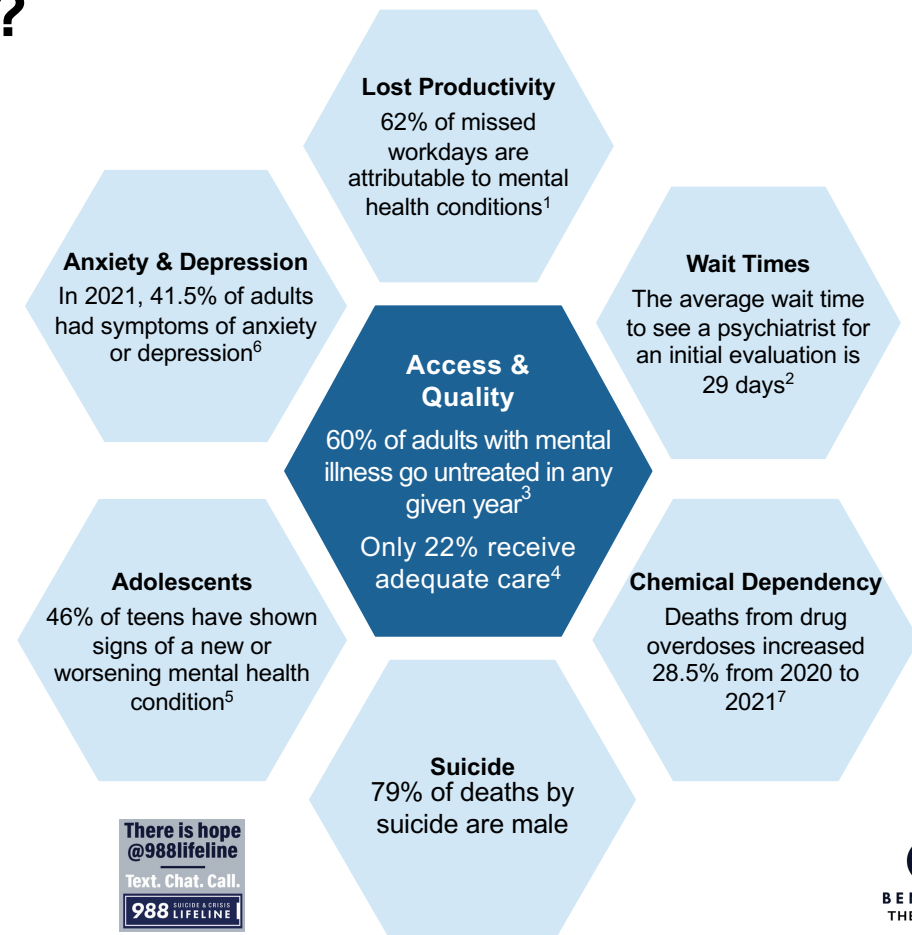 ?
Lost Productivity
62% of missed
workdays are
attributable to mental
health conditions1
Anxiety & Depression
In 2021, 41.5% of adults
had symptoms of anxiety
or depression6
Wait Times
The average wait time
to see a psychiatrist for
an initial evaluation is
29 days2
Access &
Quality
60% of adults with mental
illness go untreated in any
given year3
Only 22% receive
adequate care4
Adolescents
46% of teens have shown
signs of a new or
worsening mental health
condition5
Chemical Dependency
Deaths from drug
overdoses increased
28.5% from 2020 to
20217
Suicide
79% of deaths by
suicide are male
There is hope
@988lifeline
Text. Chat. Call.
988 SUICIDE & CRISIS
LIFELINE
THE